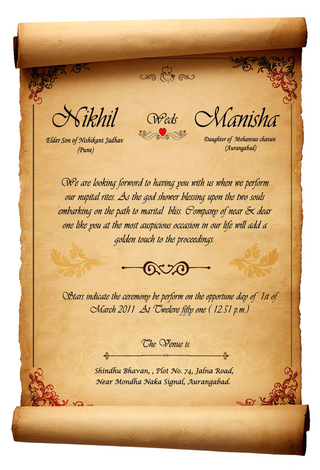 Nikhil Weds Manisha
Elder Son of Nishikant Jadhav
(Pune)
Daughter of Mohanrao chavan
(Aurangabad)
We are looking forward to having you with us when we perform
our nupital rites. As the god shower blessing upon the two souls
embarking on the path to marital bliss. Company of near & dear
one like you at the most auspicious occasion in our life will add a
golden touch to the proceedings.
Stars indicate the ceremony be perform on the opportune day of 1st of
March 2011 At Twelve fifty one ( 12.51 p.m.)
The Venue is
Shindhu Bhavan, , Plot No. 74, Jalna Road,
Near Mondha Naka Signal, Aurangabad.